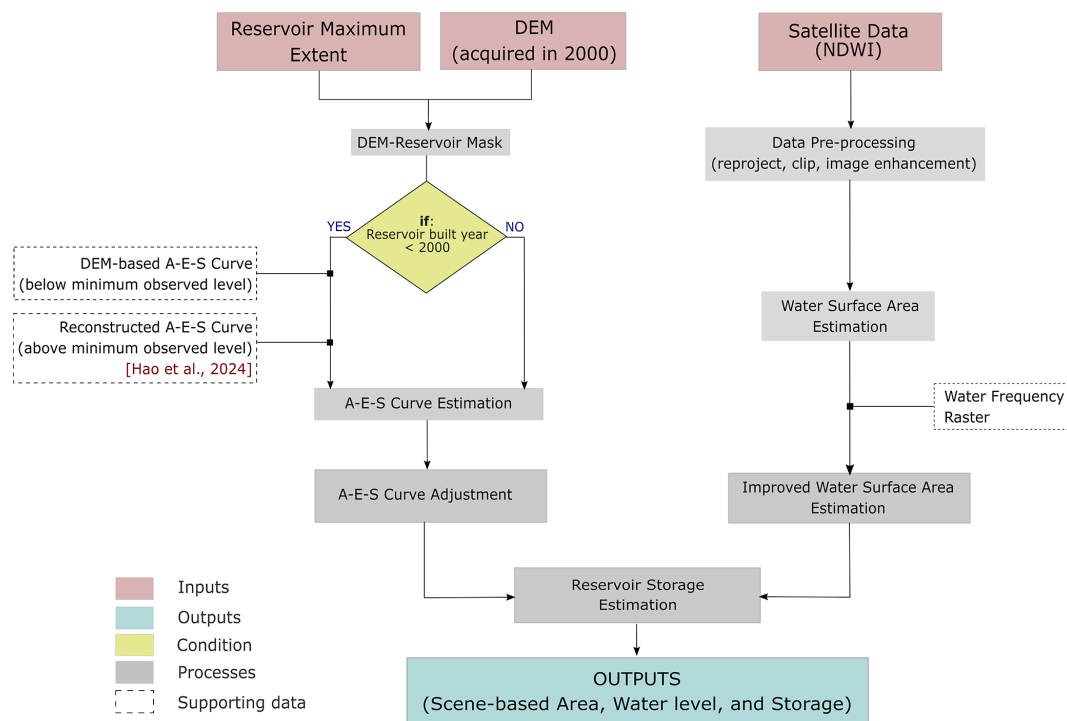 Reservoir Maximum
Extent
DEM
(acquired in 2000)
Satellite Data
(NDWI)
DEM-Reservoir Mask
Data Pre-processing
(reproject, clip, image enhancement)
if:
Reservoir built year
< 2000
YES
NO
DEM-based A-E-S Curve
(below minimum observed level)
Reconstructed A-E-S Curve
(above minimum observed level)
[Hao et al., 2024]
Water Surface Area
Estimation
A-E-S Curve Estimation
Water Frequency
Raster
A-E-S Curve Adjustment
Improved Water Surface Area
Estimation
Reservoir Storage
Estimation
Inputs
Outputs
Condition
Processes
Supporting data
OUTPUTS
(Scene-based Area, Water level, and Storage)